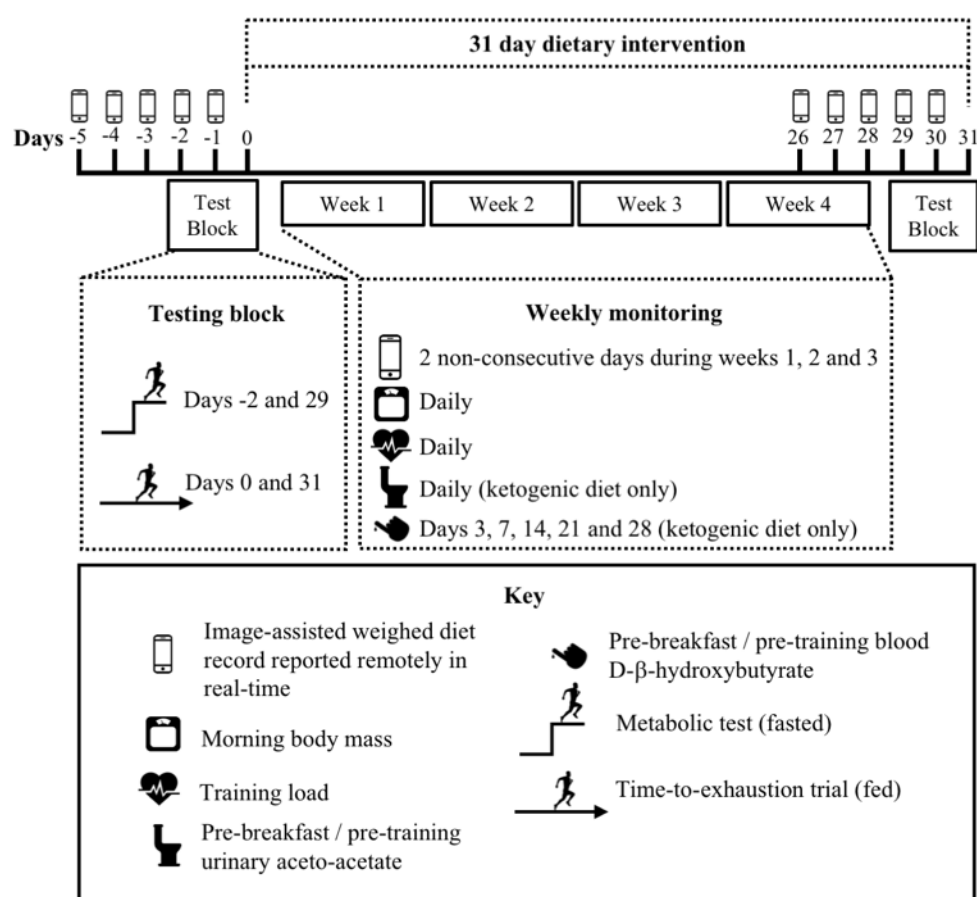 31 day dietary intervention
Days -5 -4 -3 -2 -1 0 26 27 28 29 30 31
Test
Block
Week 1
Week 2
Week 3
Week 4
Test
Block
Testing block
Days -2 and 29
Days 0 and 31
Weekly monitoring
2 non-consecutive days during weeks 1, 2 and 3
Daily
Daily
Daily (ketogenic diet only)
Days 3, 7, 14, 21 and 28 (ketogenic diet only)
Key
Image-assisted weighed diet
record reported remotely in
real-time
Morning body mass
Training load
Pre-breakfast / pre-training
urinary aceto-acetate
Pre-breakfast / pre-training blood
D-β-hydroxybutyrate
Metabolic test (fasted)
Time-to-exhaustion trial (fed)